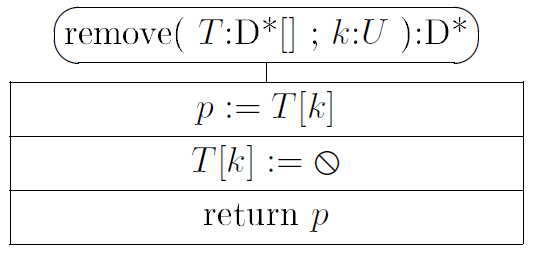 remove( T:D*[] ; k:U ):D*
p := T[k]
T[k] := ⦸
return p